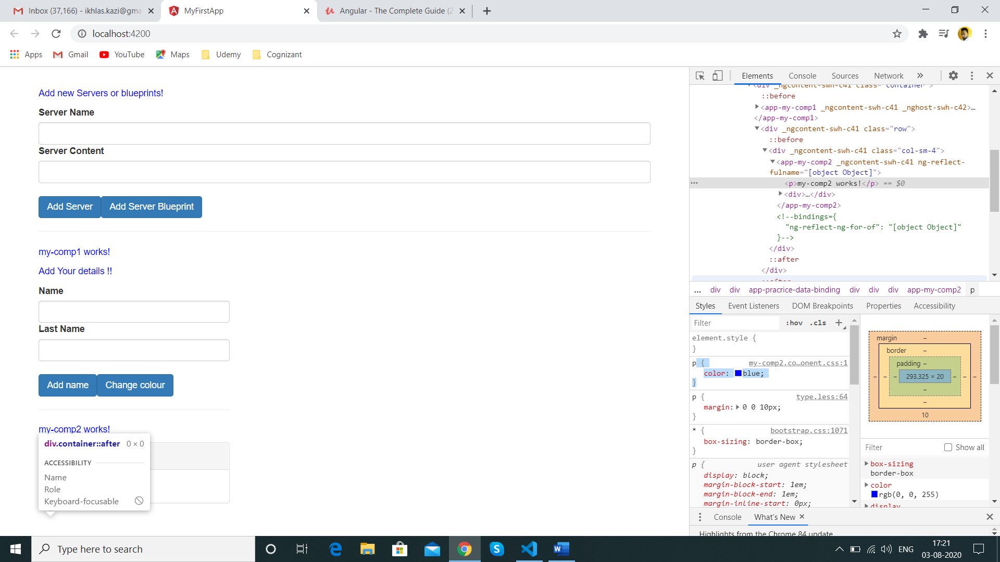 Inbox (37,166) - ikhlas.kazi@gma
MyFirstApp
Angular - The Complete Guide (2
localhost:4200
Apps Gmail YouTube Maps Udemy Cognizant
Add new Servers or blueprints!
Server Name
Server Content
Add Server Add Server Blueprint
my-comp1 works!
Add Your details !!
Name
Last Name
Add name Change colour
my-comp2 works!
div.container::after 0 × 0
ACCESSIBILITY
Name
Role
Keyboard-focusable
Elements Console Sources Network »
<div _ngcontent-swh-c41 class="container">
::before
<app-my-comp1 _ngcontent-swh-c41 _nghost-swh-c42>…
</app-my-comp1>
<div _ngcontent-swh-c41 class="row">
::before
<div _ngcontent-swh-c41 class="col-sm-4">
<app-my-comp2 _ngcontent-swh-c41 ng-reflect-
fulname="[object Object]">
… <p>my-comp2 works!</p> == $0
<div>…</div>
</app-my-comp2>
<!--bindings={
"ng-reflect-ng-for-of": "[object Object]"
}-->
</div>
::after
</div>
::after
... div div app-pracrice-data-binding div div div app-my-comp2 p
Styles Event Listeners DOM Breakpoints Properties Accessibility
Filter :hov .cls +
element.style {
}
p { my-comp2.co…onent.css:1
color: blue;
}
p { type.less:64
margin: 0 0 10px;
}
* { bootstrap.css:1071
box-sizing: border-box;
}
p { user agent stylesheet
display: block;
margin-block-start: 1em;
margin-block-end: 1em;
margin-inline-start: 0px;
margin –
border –
padding –
– – – 293.325 × 20 – – –
–
–
10
Filter Show all
box-sizing
border-box
color
rgb(0, 0, 255)
display
Console What's New
Highlights from the Chrome 84 update
Type here to search
ENG
17:21
03-08-2020